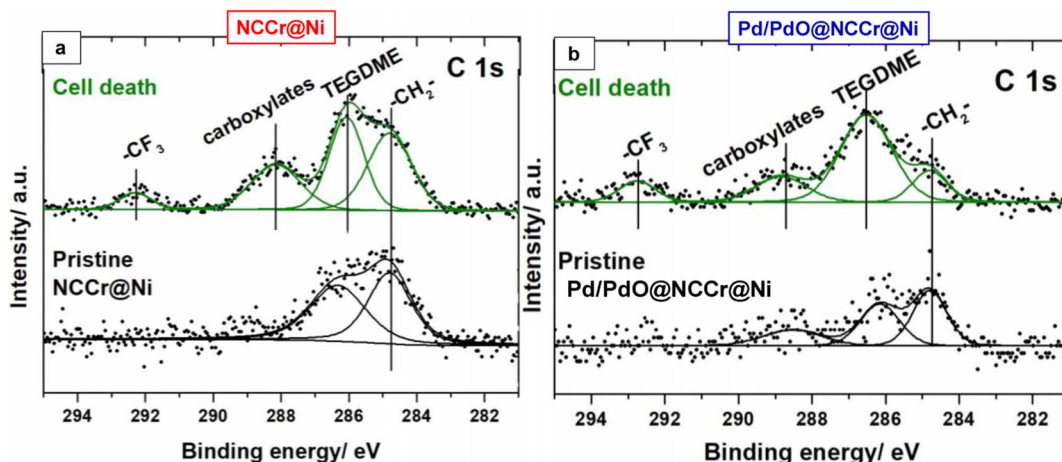 NCCr@Ni
a
C 1s
Cell death
-CF3
carboxylates
TEGDME
-CH2-
Pristine
NCCr@Ni
Intensity/ a.u.
294 292 290 288 286 284 282
Binding energy/ eV
Pd/PdO@NCCr@Ni
b
C 1s
Cell death
-CF3
carboxylates
TEGDME
-CH2-
Pristine
Pd/PdO@NCCr@Ni
Intensity/ a.u.
294 292 290 288 286 284 282
Binding energy/ eV